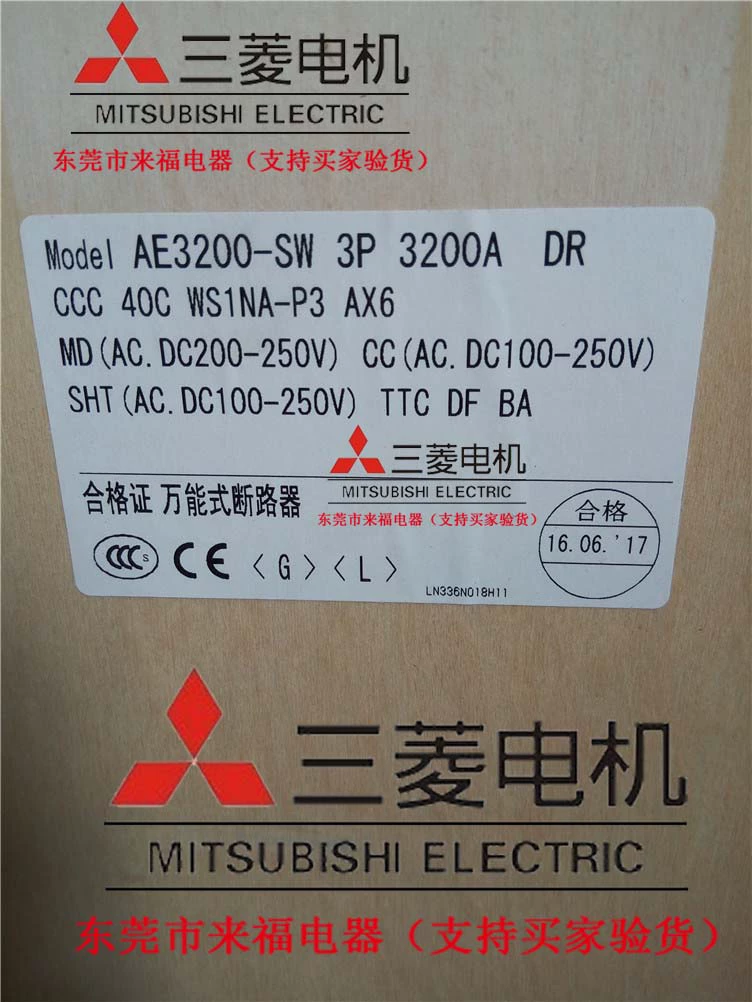 三菱电机
MITSUBISHI ELECTRIC
东莞市来福电器（支持买家验货）
Model AE3200-SW 3P 3200A DR
CCC 40C WS1NA-P3 AX6
MD(AC.DC200-250V) CC(AC.DC100-250V)
SHT(AC.DC100-250V) TTC DF BA
三菱电机
MITSUBISHI ELECTRIC
东莞市来福电器（支持买家验货）
合格证 万能式断路器
合格
16.06.'17
CCC S CE 〈G〉〈L〉
LN336N018H11
三菱电机
MITSUBISHI ELECTRIC
东莞市来福电器（支持买家验货）